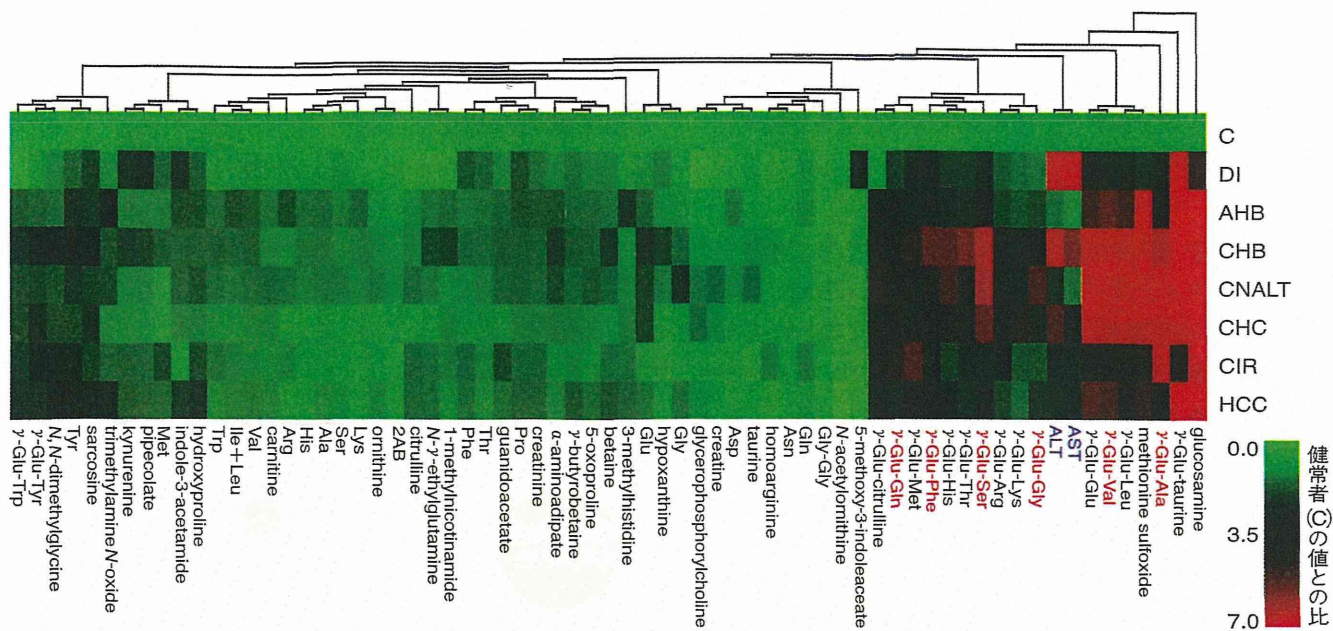 C
DI
AHB
CHB
CNALT
CHC
CIR
HCC
γ-Glu-Trp
γ-Glu-Tyr
N,N-dimethylglycine
Tyr
sarcosine
trimethylamine N-oxide
kynurenine
pipecolate
Met
indole-3-acetamide
hydroxyproline
Trp
Ile+Leu
Val
carnitine
Arg
His
Ala
Ser
Lys
ornithine
2AB
citrulline
N-γ-ethylglutamine
1-methylnicotinamide
Phe
Thr
guanidoacetate
Pro
creatinine
α-aminoadipate
γ-butyrobetaine
5-oxoproline
betaine
3-methylhistidine
Glu
hypoxanthine
Gly
glycerophosphorylcholine
creatine
Asp
taurine
homoarginine
Asn
Gln
Gly-Gly
N-acetylornithine
5-methoxy-3-indoleaceate
γ-Glu-citrulline
γ-Glu-Gln
γ-Glu-Met
γ-Glu-Phe
γ-Glu-His
γ-Glu-Thr
γ-Glu-Ser
γ-Glu-Arg
γ-Glu-Lys
γ-Glu-Gly
ALT
AST
γ-Glu-Glu
γ-Glu-Val
γ-Glu-Leu
methionine sulfoxide
γ-Glu-Ala
γ-Glu-taurine
glucosamine
0.0
3.5
7.0
健常者(C)の値との比